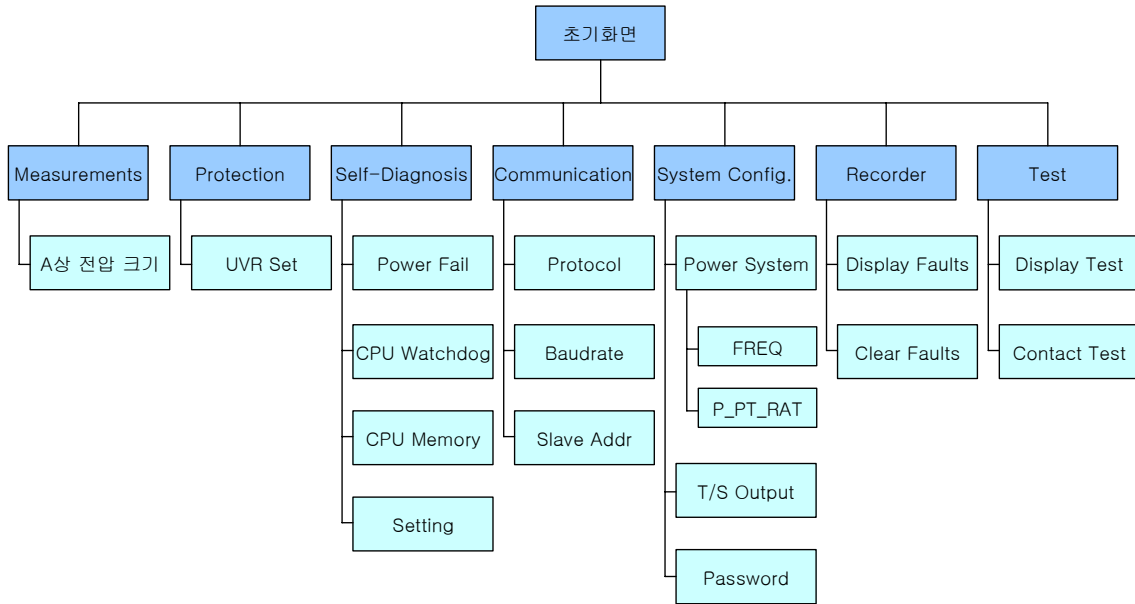 초기화면
Measurements
Protection
Self-Diagnosis
Communication
System Config.
Recorder
Test
A상 전압 크기
UVR Set
Power Fail
Protocol
Power System
Display Faults
Display Test
CPU Watchdog
Baudrate
FREQ
Clear Faults
Contact Test
P_PT_RAT
CPU Memory
Slave Addr
T/S Output
Setting
Password